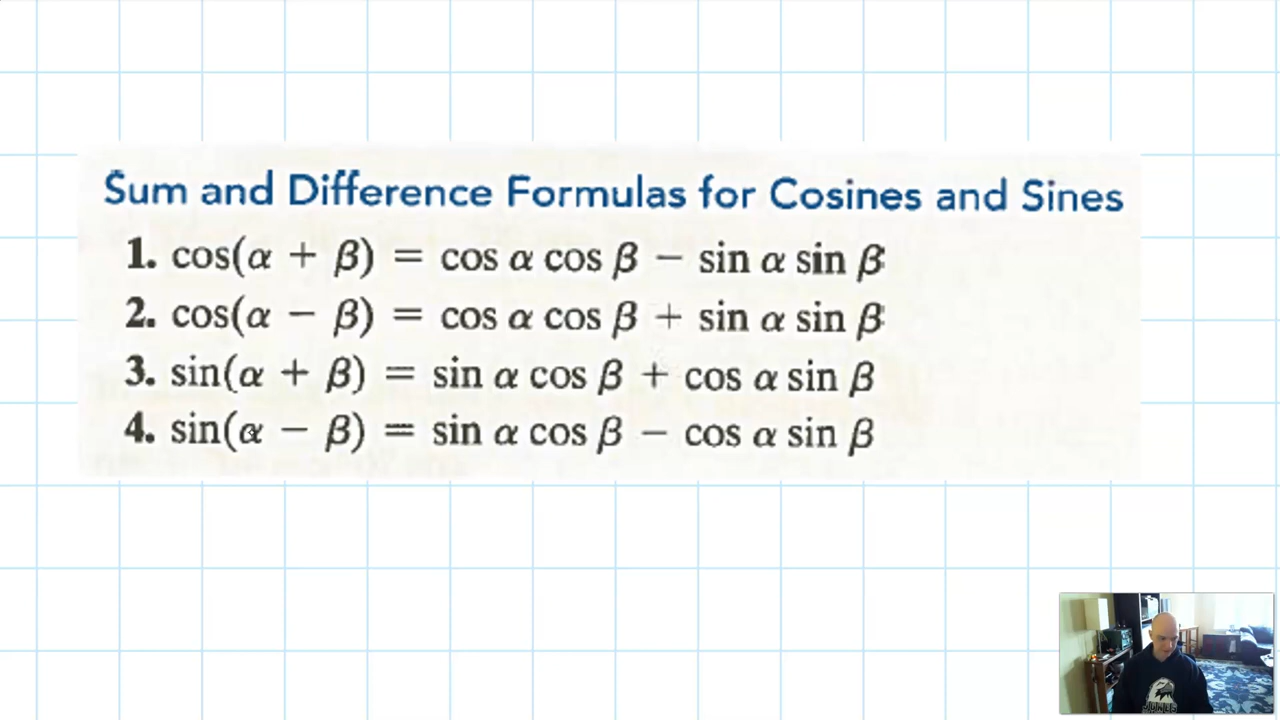 Sum and Difference Formulas for Cosines and Sines
1. cos(α + β) = cos α cos β − sin α sin β
2. cos(α − β) = cos α cos β + sin α sin β
3. sin(α + β) = sin α cos β + cos α sin β
4. sin(α − β) = sin α cos β − cos α sin β